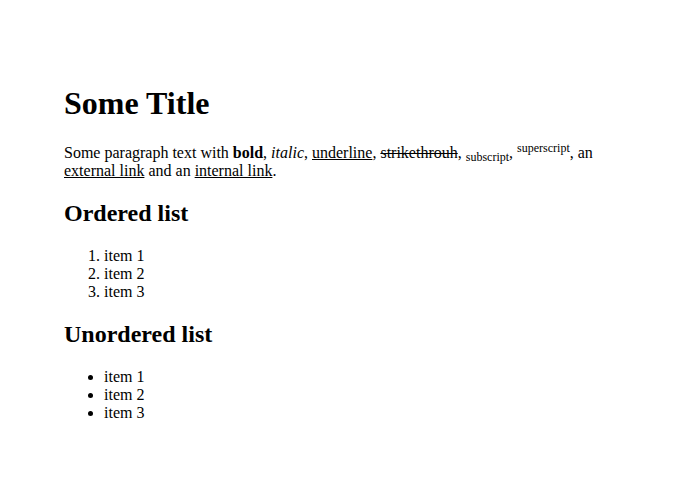 Some Title
Some paragraph text with bold, italic, underline, strikethrouh, subscript, superscript, an
external link and an internal link.
Ordered list
1. item 1
2. item 2
3. item 3
Unordered list
• item 1
• item 2
• item 3